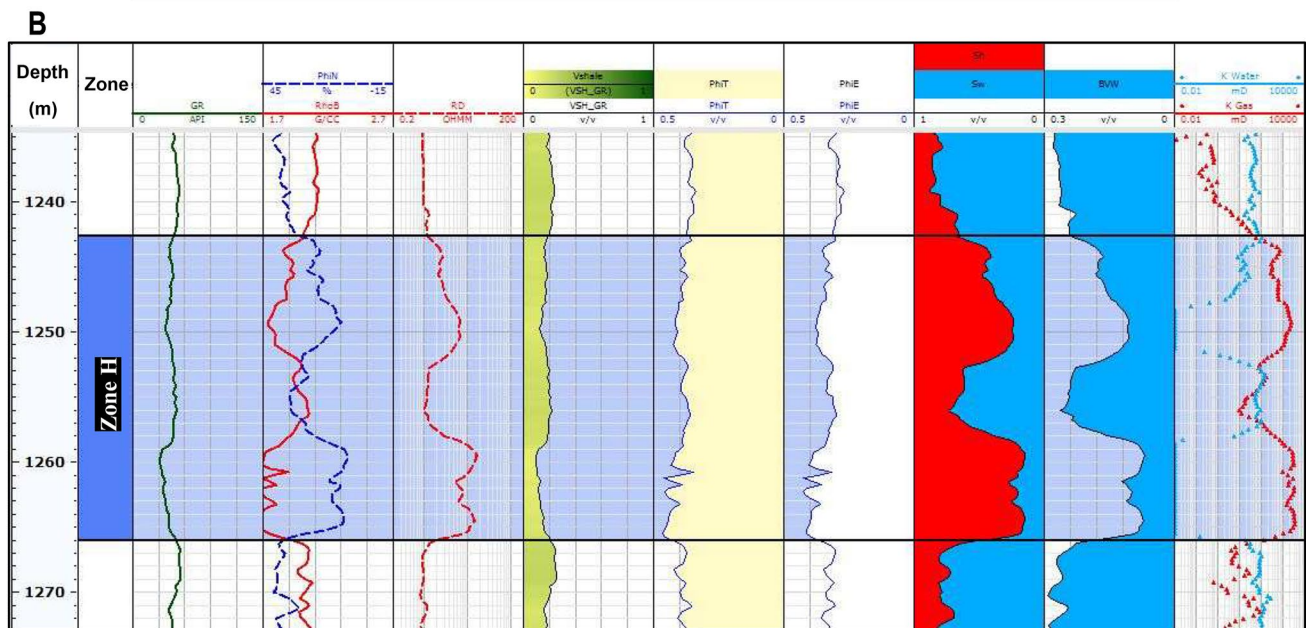 B
Depth
(m)
Zone
GR
0 API 150
PhiN
45 % -15
RhoB
1.7 G/CC 2.7
RD
0.2 OHMM 200
Vshale
0 (VSH_GR) 1
VSH_GR
0 v/v 1
PhiT
PhiT
0.5 v/v 0
PhiE
PhiE
0.5 v/v 0
Sh
Sw
1 v/v 0
BVW
0.3 v/v 0
K Water
0.01 mD 10000
K Gas
0.01 mD 10000
1240
1250
1260
1270
Zone H